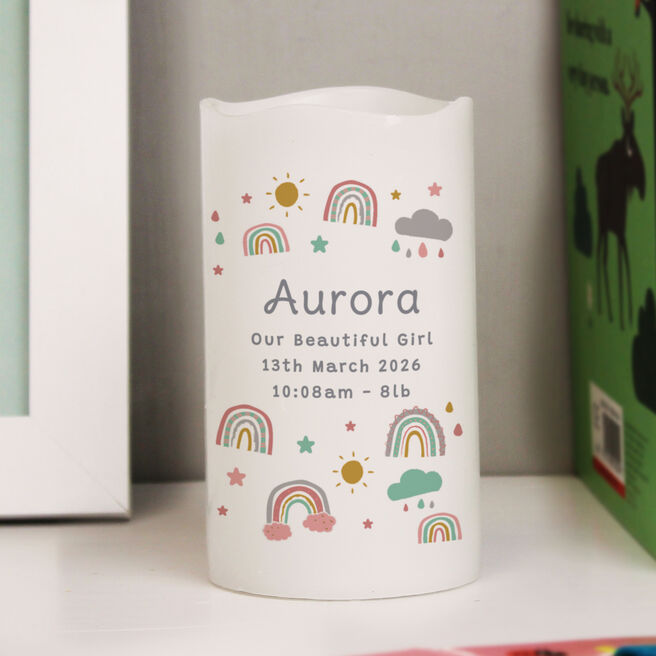 Aurora
Our Beautiful Girl
13th March 2026
10:08am - 8lb